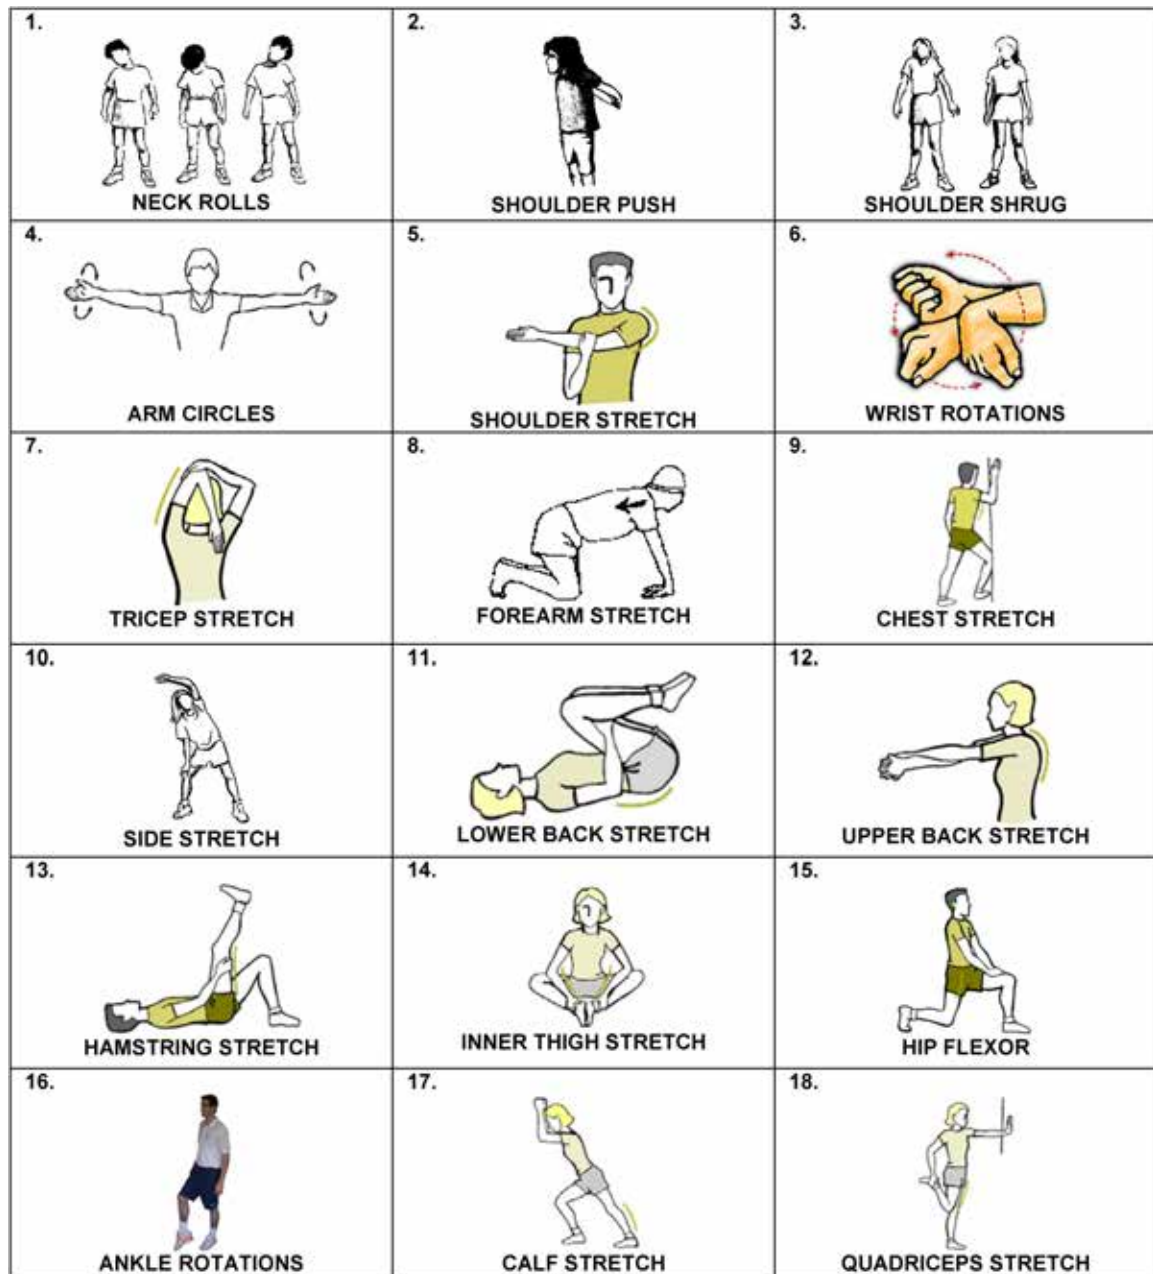 1.
NECK ROLLS
2.
SHOULDER PUSH
3.
SHOULDER SHRUG
4.
ARM CIRCLES
5.
SHOULDER STRETCH
6.
WRIST ROTATIONS
7.
TRICEP STRETCH
8.
FOREARM STRETCH
9.
CHEST STRETCH
10.
SIDE STRETCH
11.
LOWER BACK STRETCH
12.
UPPER BACK STRETCH
13.
HAMSTRING STRETCH
14.
INNER THIGH STRETCH
15.
HIP FLEXOR
16.
ANKLE ROTATIONS
17.
CALF STRETCH
18.
QUADRICEPS STRETCH